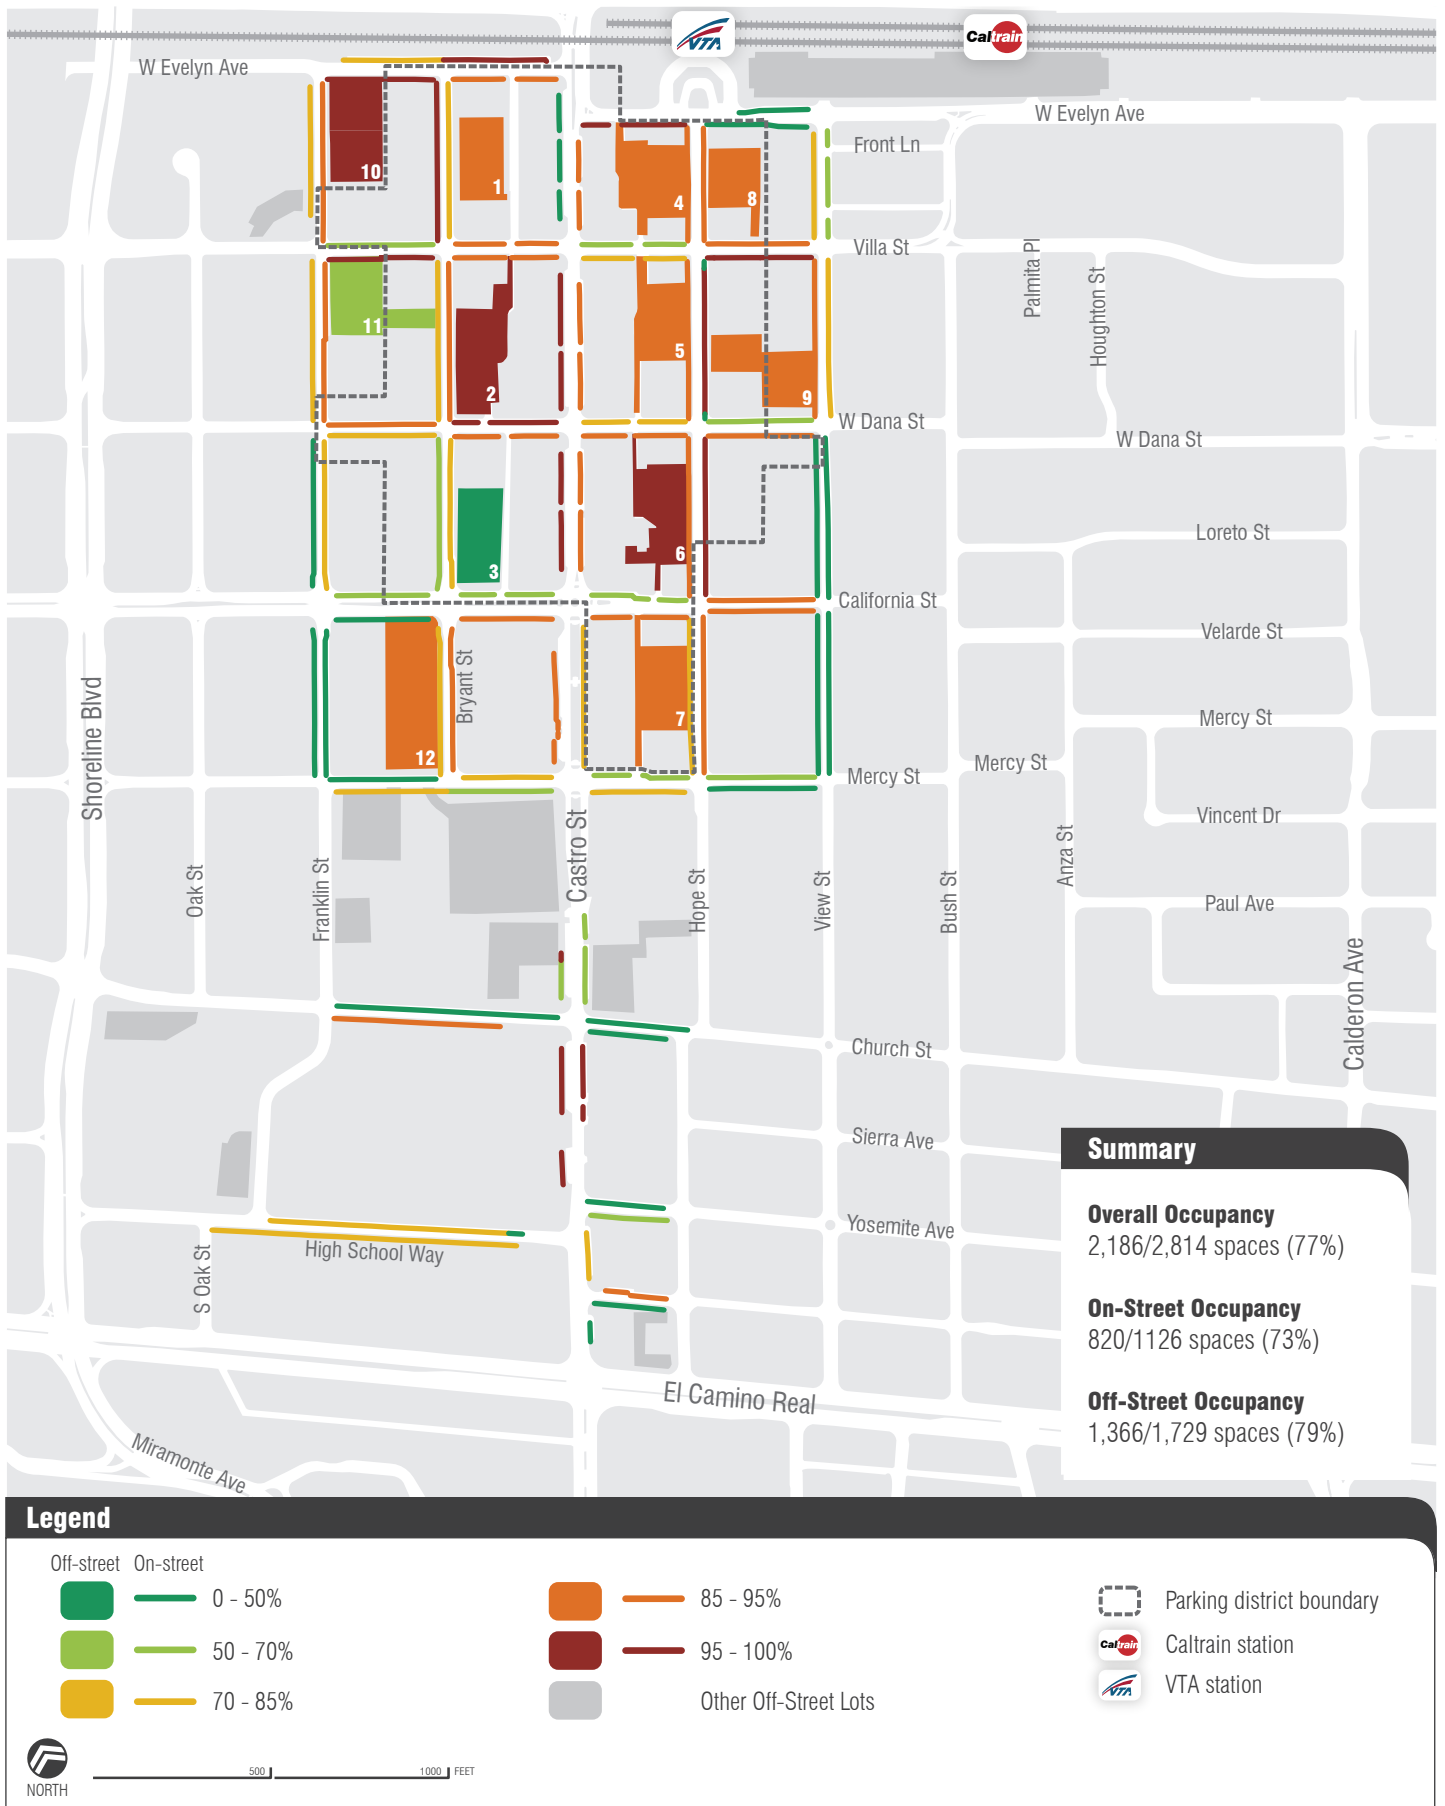 VTA
Caltrain
W Evelyn Ave
W Evelyn Ave
Front Ln
10
1
4
8
Villa St
Palmita Pl
Houghton St
11
5
2
9
W Dana St
W Dana St
Loreto St
6
3
California St
Velarde St
Bryant St
Shoreline Blvd
7
Mercy St
12
Mercy St
Mercy St
Vincent Dr
Castro St
Anza St
Oak St
Franklin St
Hope St
View St
Bush St
Paul Ave
Calderon Ave
Church St
Sierra Ave
Yosemite Ave
High School Way
S Oak St
El Camino Real
Miramonte Ave
Summary
Overall Occupancy
2,186/2,814 spaces (77%)
On-Street Occupancy
820/1126 spaces (73%)
Off-Street Occupancy
1,366/1,729 spaces (79%)
Legend
Off-street On-street
0 - 50%
50 - 70%
70 - 85%
85 - 95%
95 - 100%
Other Off-Street Lots
Parking district boundary
Caltrain
Caltrain station
VTA
VTA station
NORTH
500
1000 FEET